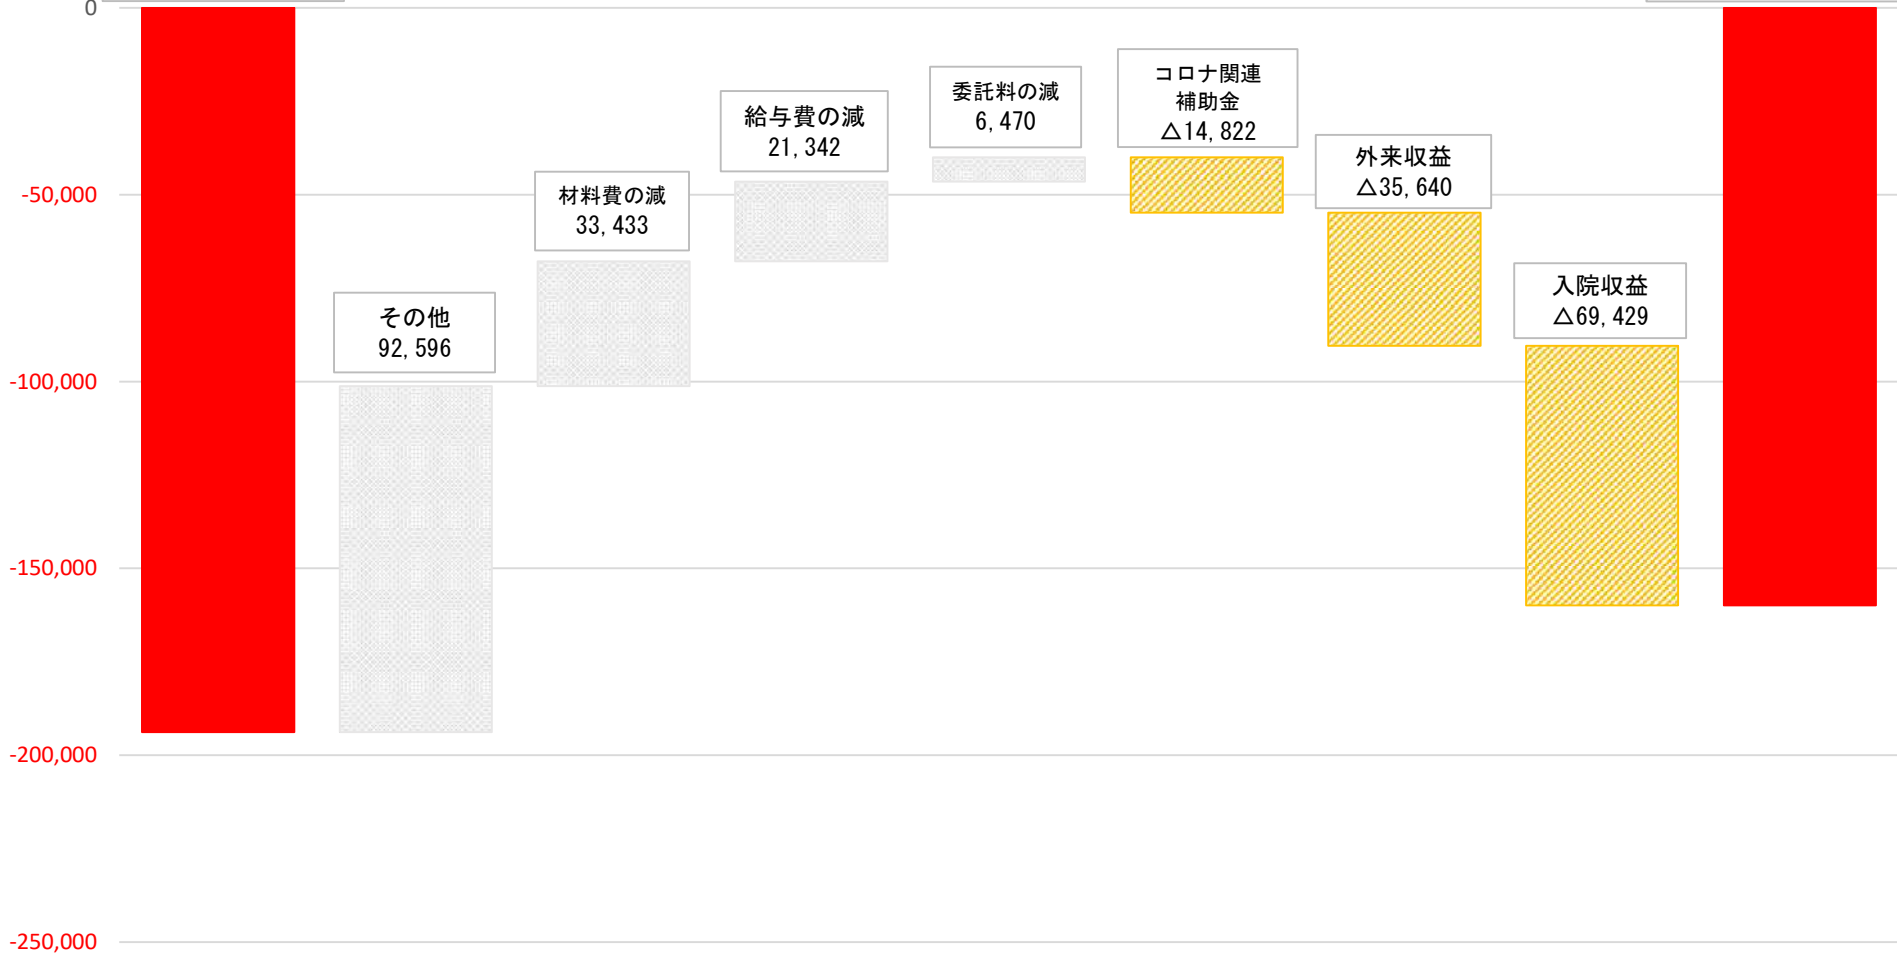 0
-50,000
-100,000
-150,000
-200,000
-250,000
その他
92,596
材料費の減
33,433
給与費の減
21,342
委託料の減
6,470
コロナ関連
補助金
△14,822
外来収益
△35,640
入院収益
△69,429